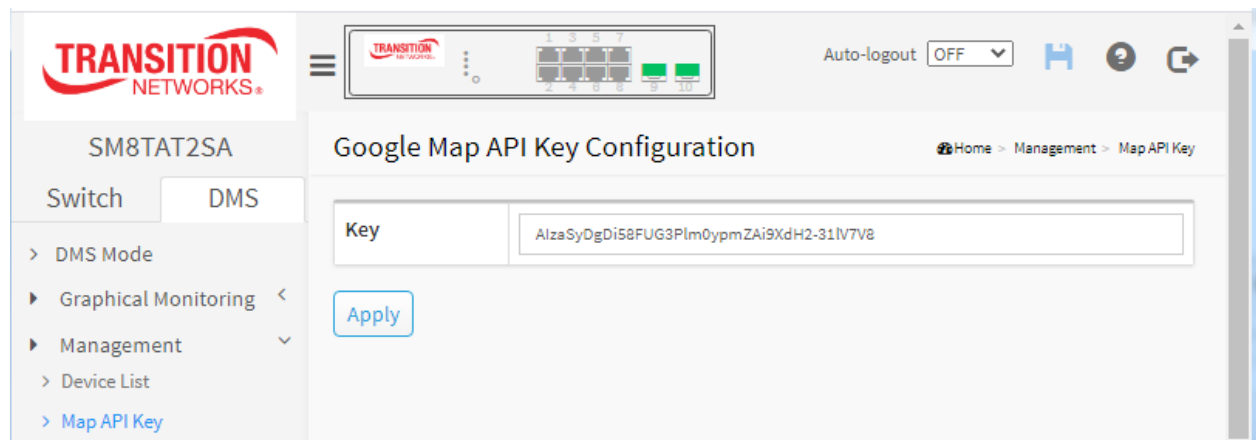 TRANSITION
NETWORKS®
TRANSITION
NETWORKS.
1 3 5 7
2 4 6 8 9 10
Auto-logout OFF
SM8TAT2SA
Google Map API Key Configuration
Home > Management > Map API Key
Switch DMS
Key
AIzaSyDgDi58FUG3Plm0ypmZAi9XdH2-31lV7V8
> DMS Mode
Graphical Monitoring <
Apply
Management
> Device List
> Map API Key